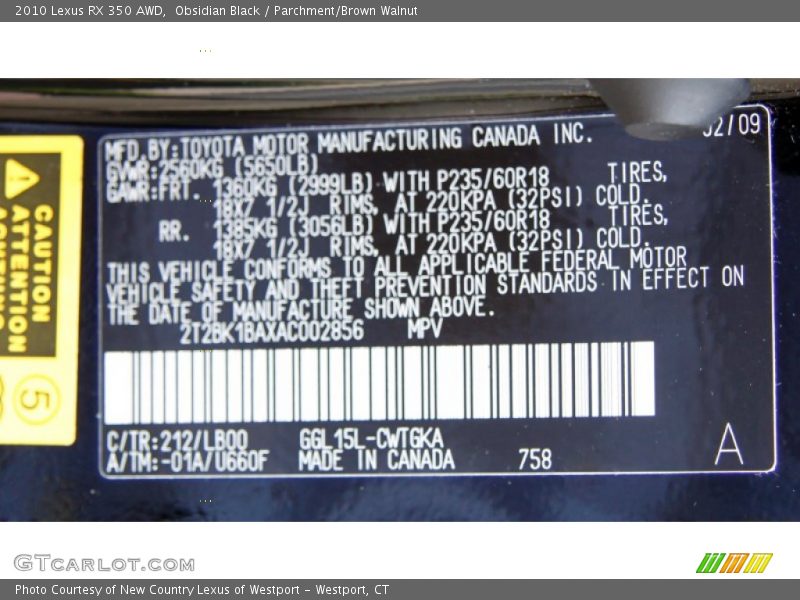 2010 Lexus RX 350 AWD,  Obsidian Black / Parchment/Brown Walnut
02/09
MFD.BY:TOYOTA MOTOR MANUFACTURING CANADA INC.
GVWR:2560KG (5650LB)
GAWR:FRT. 1360KG (2999LB) WITH P235/60R18 TIRES,
18X7 1/2J RIMS, AT 220KPA (32PSI) COLD.
RR. 1385KG (3056LB) WITH P235/60R18 TIRES,
18X7 1/2J RIMS, AT 220KPA (32PSI) COLD.
THIS VEHICLE CONFORMS TO ALL APPLICABLE FEDERAL MOTOR
VEHICLE SAFETY AND THEFT PREVENTION STANDARDS IN EFFECT ON
THE DATE OF MANUFACTURE SHOWN ABOVE.
2T2BK1BAXAC002856 MPV
C/TR:212/LB00 GGL15L-CWTGKA
A/TM:-01A/U660F MADE IN CANADA 758
A
CAUTION
ATTENTION
5
GTCARLOT.COM
Photo Courtesy of New Country Lexus of Westport - Westport, CT